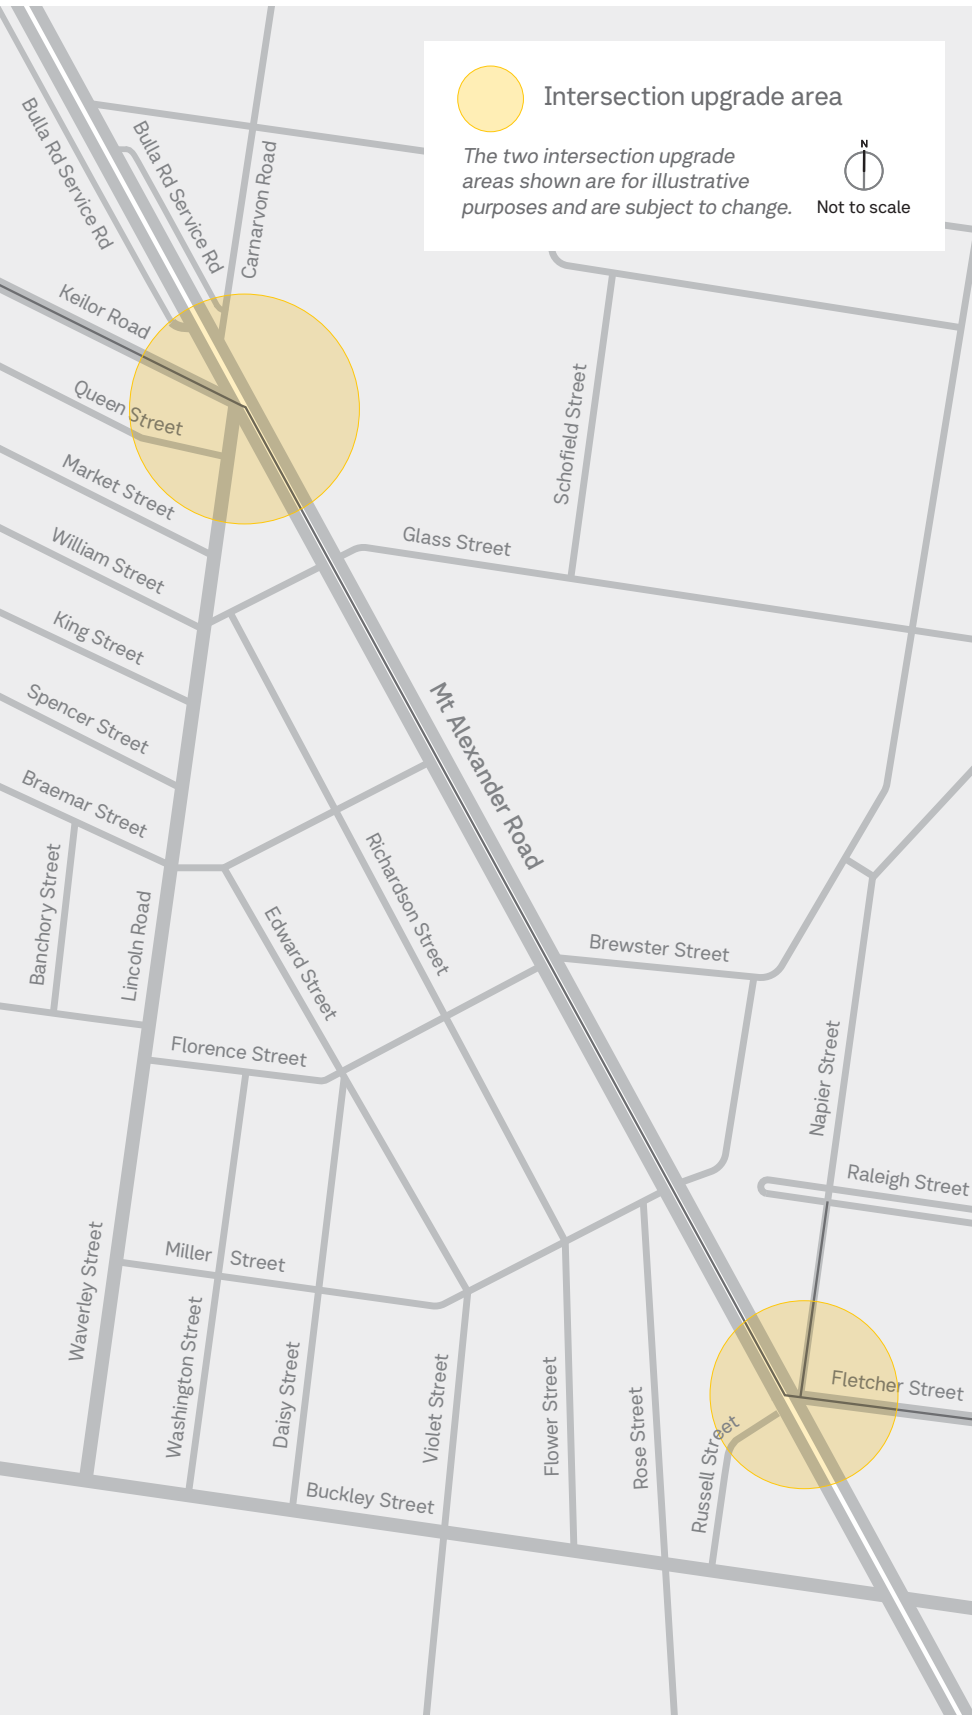 Intersection upgrade area
The two intersection upgrade
areas shown are for illustrative
purposes and are subject to change.
N
Not to scale
Bulla Rd Service Rd
Bulla Rd Service Rd
Carnarvon Road
Keilor Road
Queen Street
Market Street
William Street
King Street
Spencer Street
Braemar Street
Banchory Street
Lincoln Road
Schofield Street
Glass Street
Mt Alexander Road
Richardson Street
Edward Street
Brewster Street
Florence Street
Napier Street
Raleigh Street
Miller Street
Waverley Street
Washington Street
Daisy Street
Violet Street
Flower Street
Rose Street
Russell Street
Fletcher Street
Buckley Street